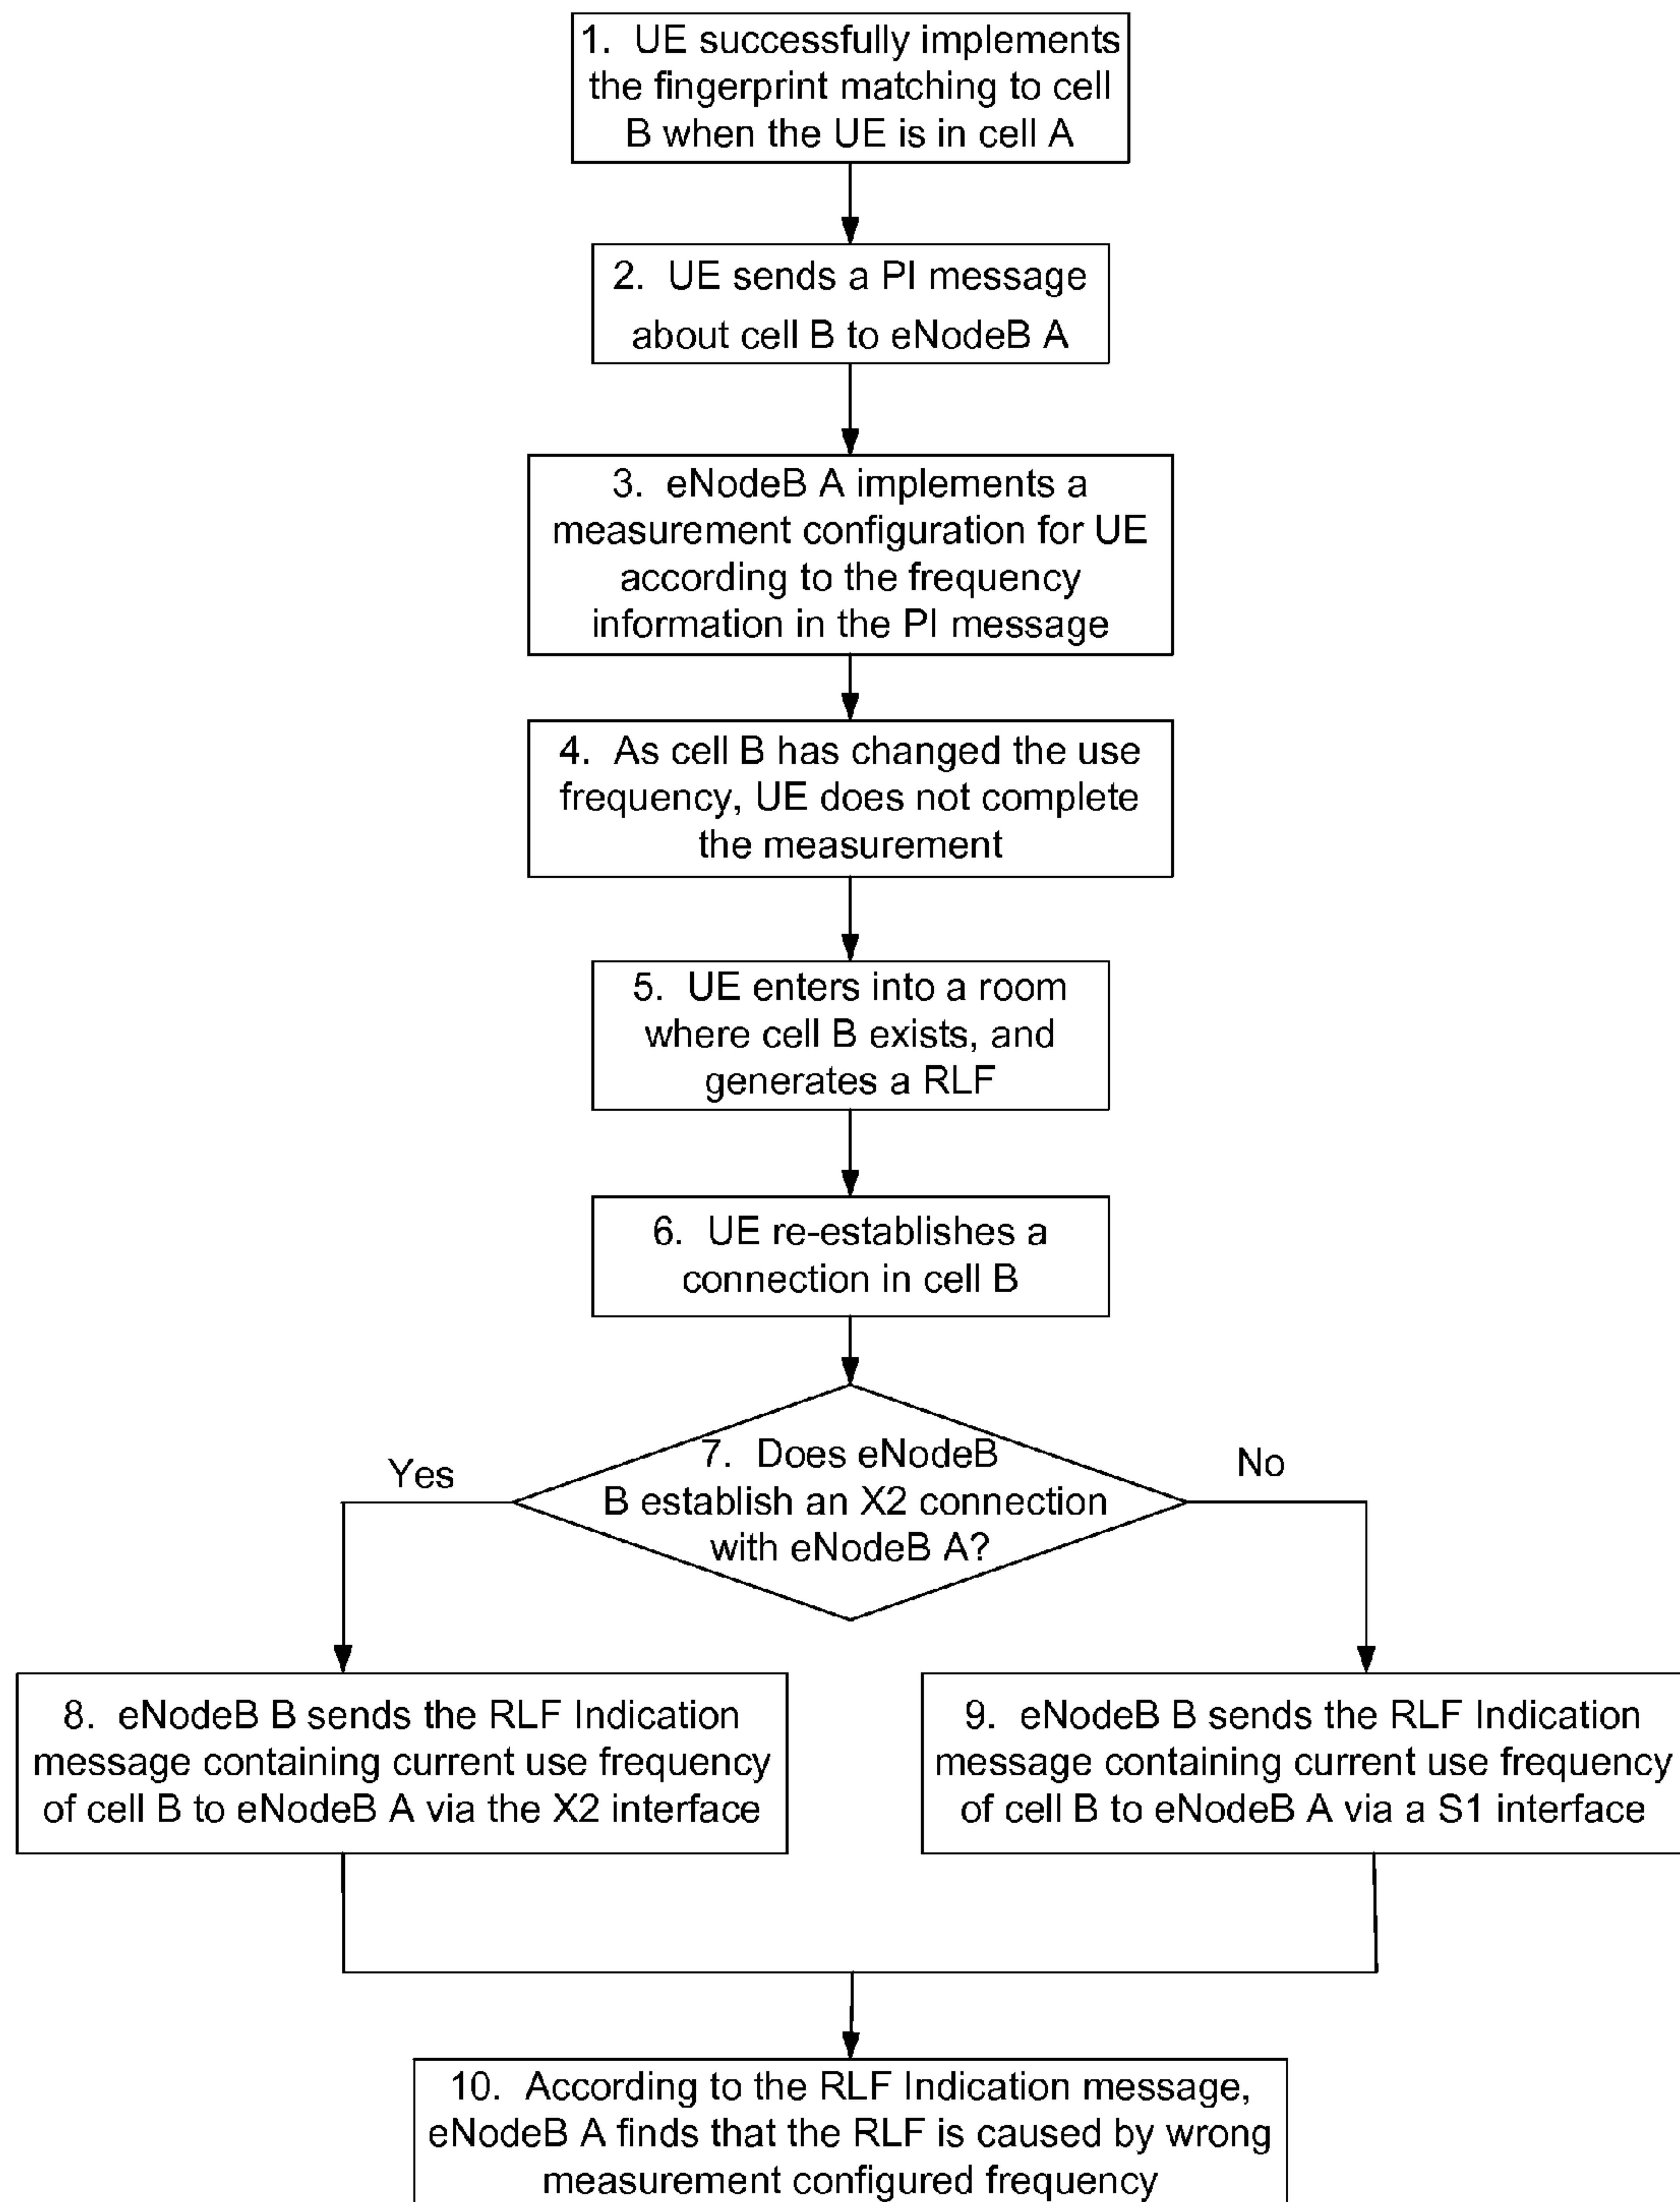 1. UE successfully implements
the fingerprint matching to cell
B when the UE is in cell A
2. UE sends a PI message
about cell B to eNodeB A
3. eNodeB A implements a
measurement configuration for UE
according to the frequency
information in the PI message
4. As cell B has changed the use
frequency, UE does not complete
the measurement
5. UE enters into a room
where cell B exists, and
generates a RLF
6. UE re-establishes a
connection in cell B
7. Does eNodeB
B establish an X2 connection
with eNodeB A?
Yes
No
8. eNodeB B sends the RLF Indication
message containing current use frequency
of cell B to eNodeB A via the X2 interface
9. eNodeB B sends the RLF Indication
message containing current use frequency
of cell B to eNodeB A via a S1 interface
10. According to the RLF Indication message,
eNodeB A finds that the RLF is caused by wrong
measurement configured frequency